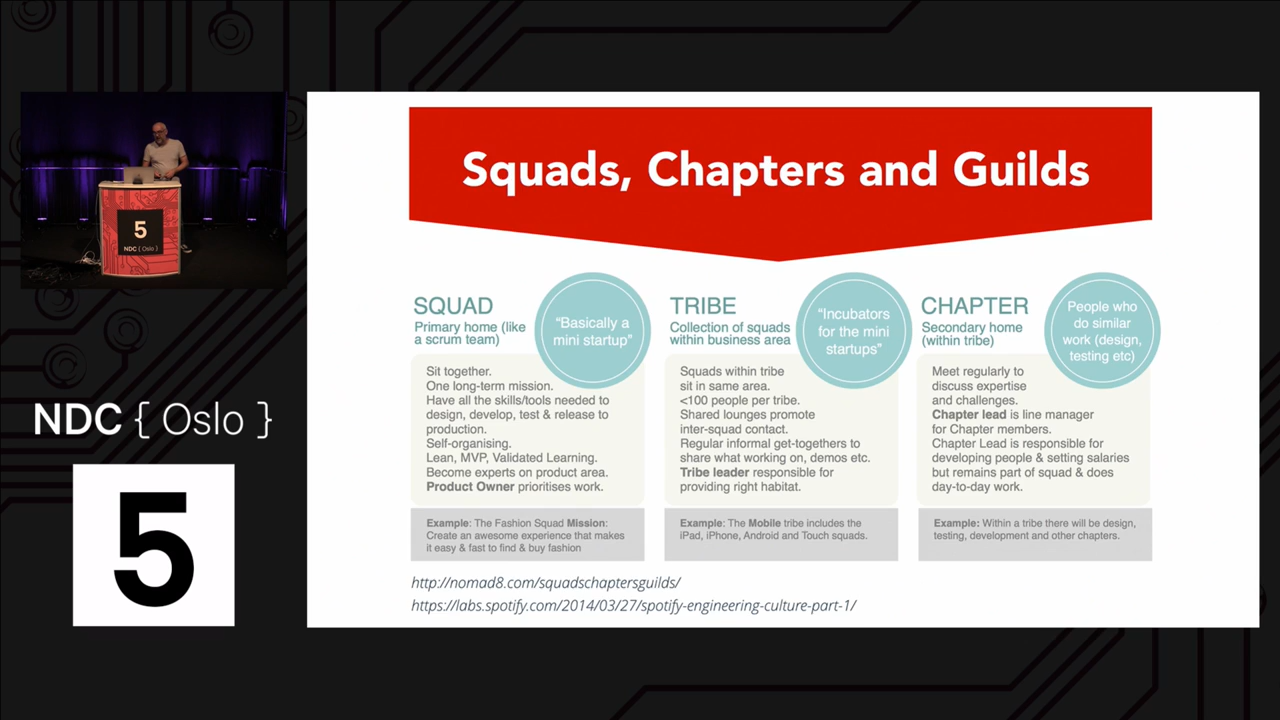 Squads, Chapters and Guilds
SQUAD
Primary home (like
a scrum team)
"Basically a
mini startup"
Sit together.
One long-term mission.
Have all the skills/tools needed to
design, develop, test & release to
production.
Self-organising.
Lean, MVP, Validated Learning.
Become experts on product area.
Product Owner prioritises work.
Example: The Fashion Squad Mission:
Create an awesome experience that makes
it easy & fast to find & buy fashion
TRIBE
Collection of squads
within business area
"Incubators
for the mini
startups"
Squads within tribe
sit in same area.
<100 people per tribe.
Shared lounges promote
inter-squad contact.
Regular informal get-togethers to
share what working on, demos etc.
Tribe leader responsible for
providing right habitat.
Example: The Mobile tribe includes the
iPad, iPhone, Android and Touch squads.
CHAPTER
Secondary home
(within tribe)
People who
do similar
work (design,
testing etc)
Meet regularly to
discuss expertise
and challenges.
Chapter lead is line manager
for Chapter members.
Chapter Lead is responsible for
developing people & setting salaries
but remains part of squad & does
day-to-day work.
Example: Within a tribe there will be design,
testing, development and other chapters.
http://nomad8.com/squadschaptersguilds/
https://labs.spotify.com/2014/03/27/spotify-engineering-culture-part-1/
5
NDC { Oslo }
NDC { Oslo }
5